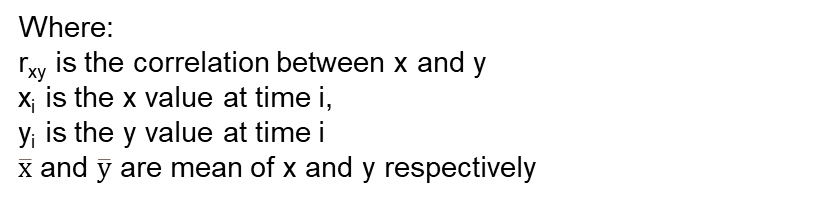 Where:
rxy is the correlation between x and y
xi is the x value at time i,
yi is the y value at time i
x̅ and y̅ are mean of x and y respectively